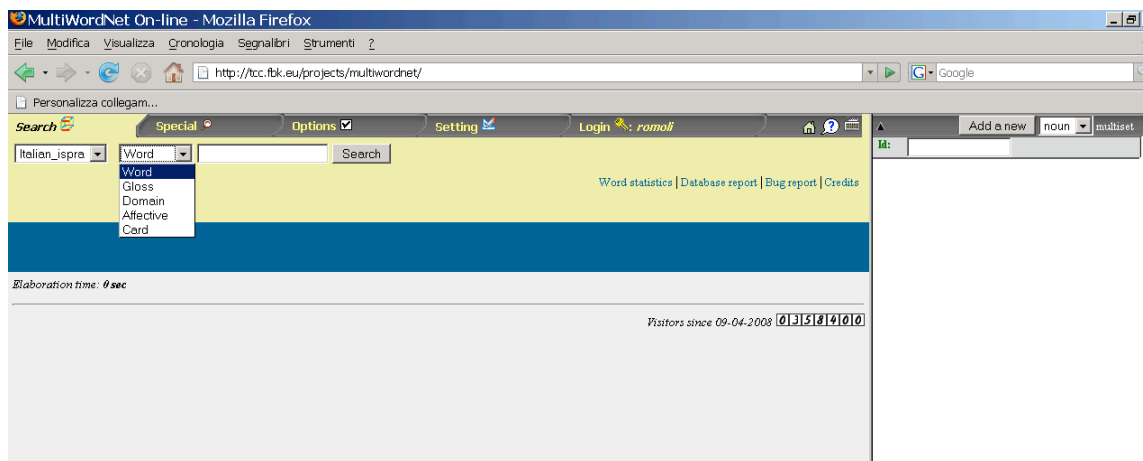 MultiWordNet On-line - Mozilla Firefox
File Modifica Visualizza Cronologia Segnalibri Strumenti ?
http://tcc.fbk.eu/projects/multiwordnet/ G Google
Personalizza collegam...
Search Special Options Setting Login : romoli Add a new noun multiset
Italian_ispra Word Search Id:
Word
Gloss
Domain
Affective
Card
Word statistics | Database report | Bug report | Credits
Elaboration time: 0 sec
Visitors since 09-04-2008 0358400